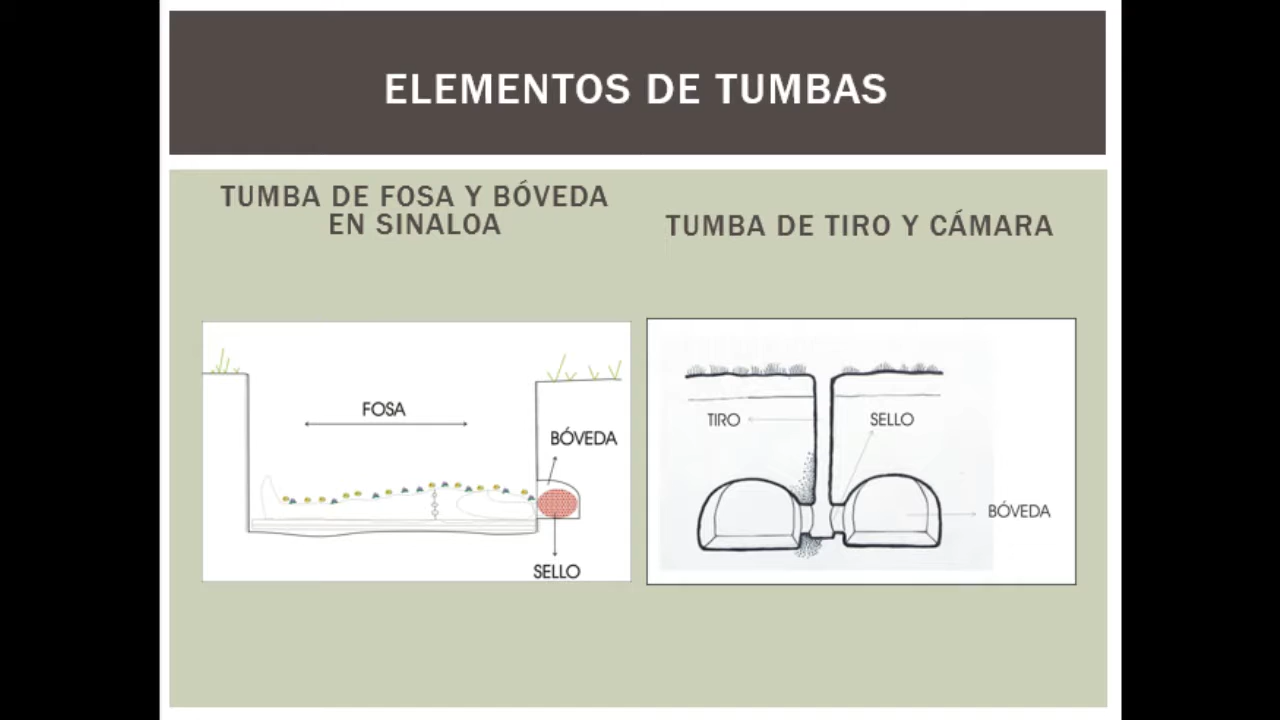 ELEMENTOS DE TUMBAS
TUMBA DE FOSA Y BÓVEDA
EN SINALOA
FOSA
BÓVEDA
SELLO
TUMBA DE TIRO Y CÁMARA
TIRO
SELLO
BÓVEDA